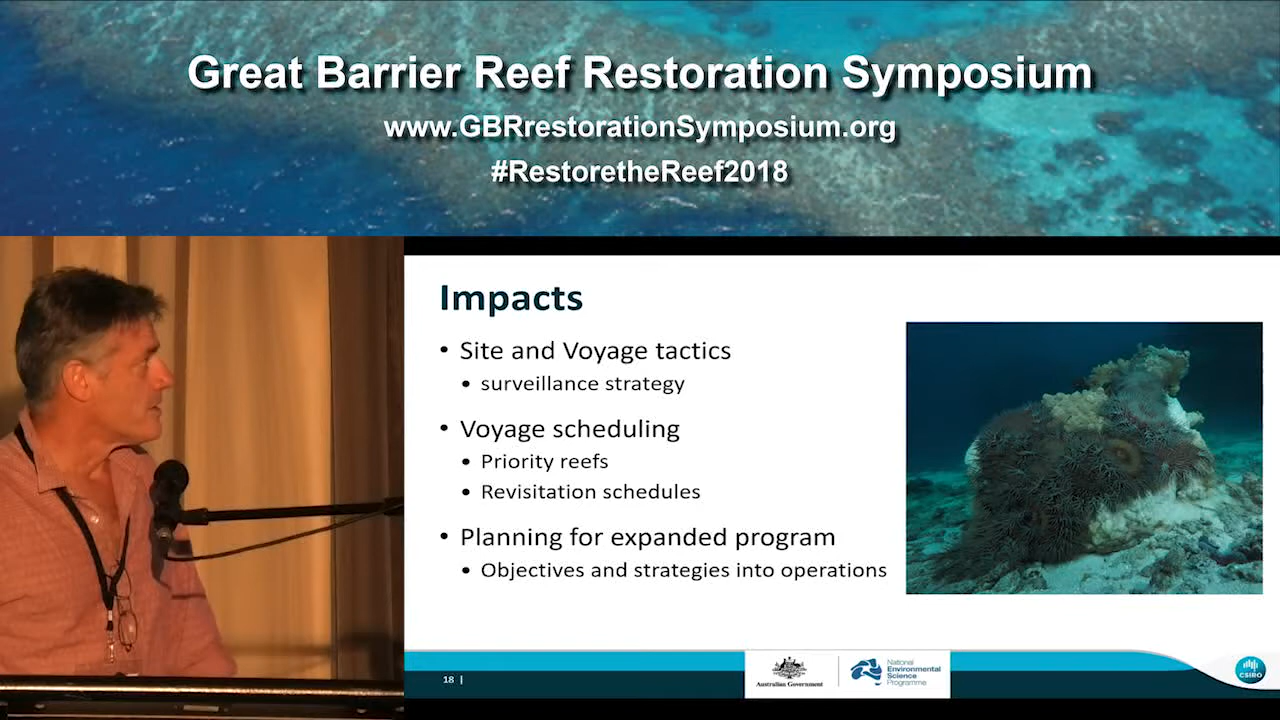 Great Barrier Reef Restoration Symposium
www.GBRrestorationSymposium.org
#RestoretheReef2018
Impacts
• Site and Voyage tactics
• surveillance strategy
• Voyage scheduling
• Priority reefs
• Revisitation schedules
• Planning for expanded program
• Objectives and strategies into operations
18 |
Australian Government
National
Environmental
Science
Programme
CSIRO